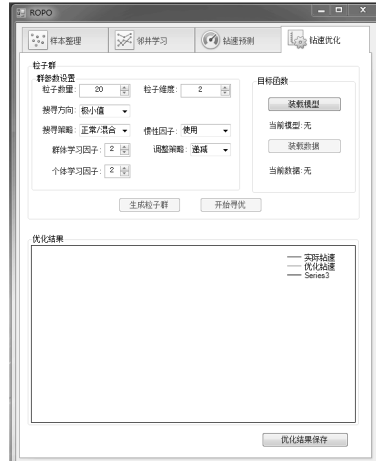 ROPO
样本整理 邻井学习 钻速预测 钻速优化
粒子群
群参数设置
粒子数量: 20 粒子维度: 2
搜寻方向: 极小值
搜寻策略: 正常/混合 惯性因子: 使用
群体学习因子: 2 调整策略: 递减
个体学习因子: 2
目标函数
装载模型
当前模型:无
装载数据
当前数据:无
生成粒子群 开始寻优
优化结果
实际钻速
优化钻速
Series3
优化结果保存